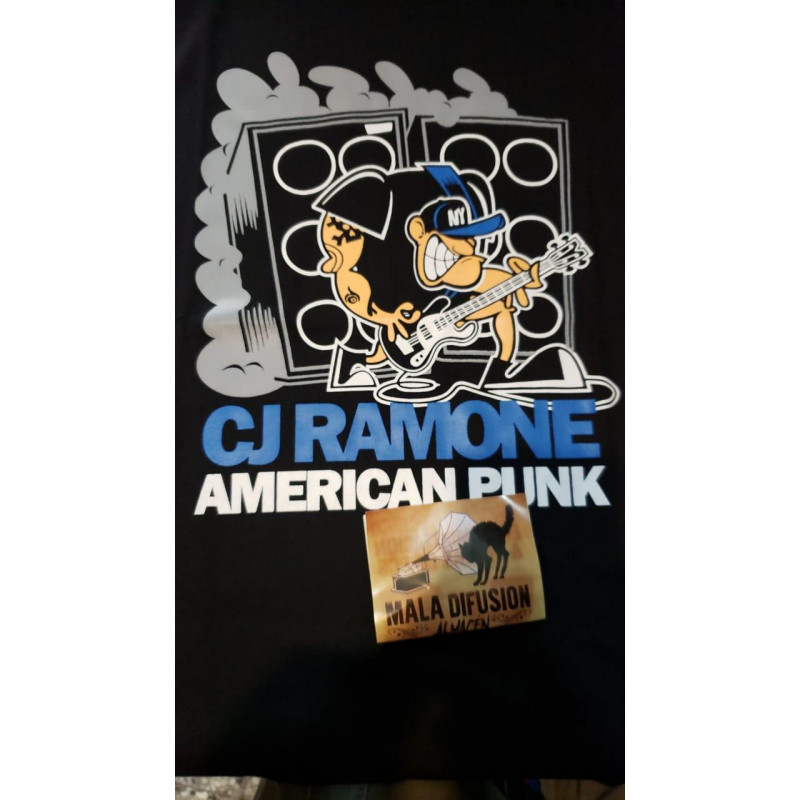 NY
CJ RAMONE
AMERICAN PUNK
MALA DIFUSION
ALMACEN